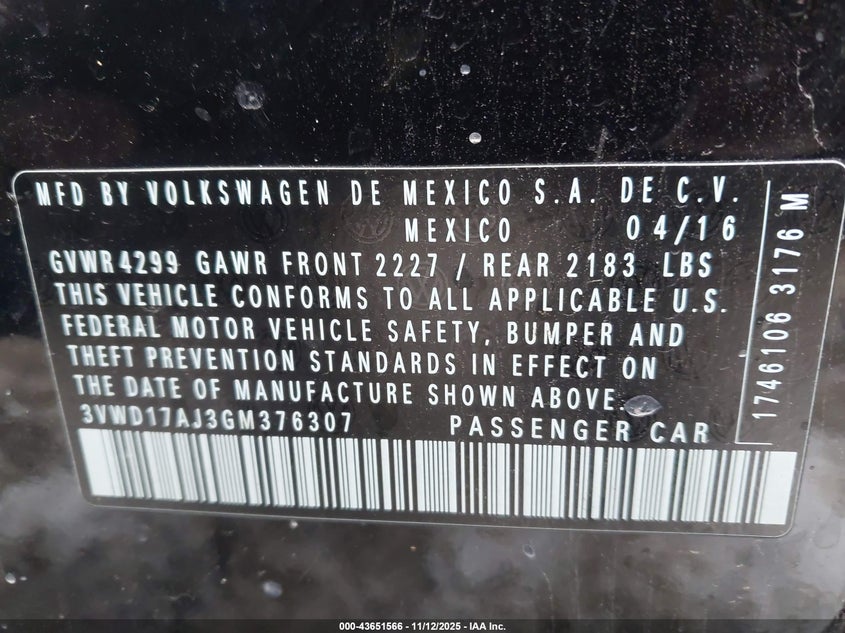 MFD BY VOLKSWAGEN DE MEXICO S.A. DE C.V.
MEXICO 04/16
GVWR 4299 GAWR FRONT 2227 / REAR 2183 LBS
THIS VEHICLE CONFORMS TO ALL APPLICABLE U.S.
FEDERAL MOTOR VEHICLE SAFETY, BUMPER AND
THEFT PREVENTION STANDARDS IN EFFECT ON
THE DATE OF MANUFACTURE SHOWN ABOVE.
3VWD17AJ3GM376307 PASSENGER CAR
1746106 3176 M
000-43651566 - 11/12/2025 - IAA Inc.